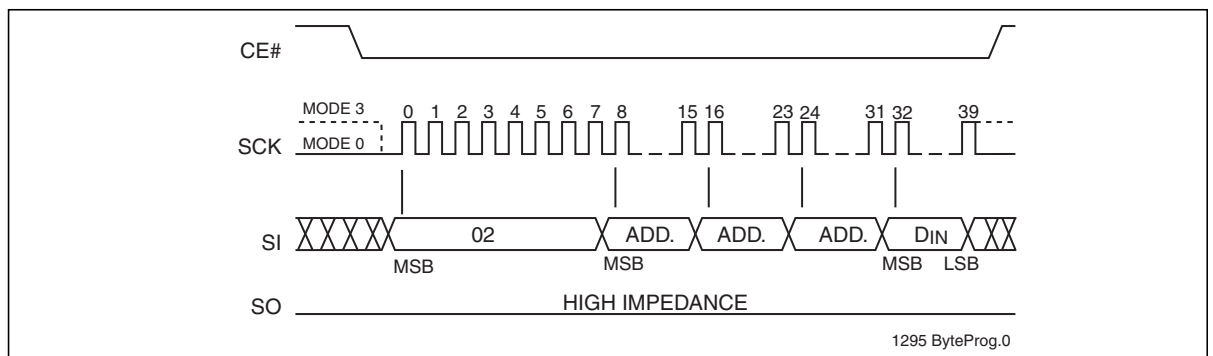 CE#
MODE 3
0 1 2 3 4 5 6 7 8 15 16 23 24 31 32 39
SCK
MODE 0
SI
02
ADD.
ADD.
ADD.
DIN
MSB
MSB
MSB
LSB
SO
HIGH IMPEDANCE
1295 ByteProg.0